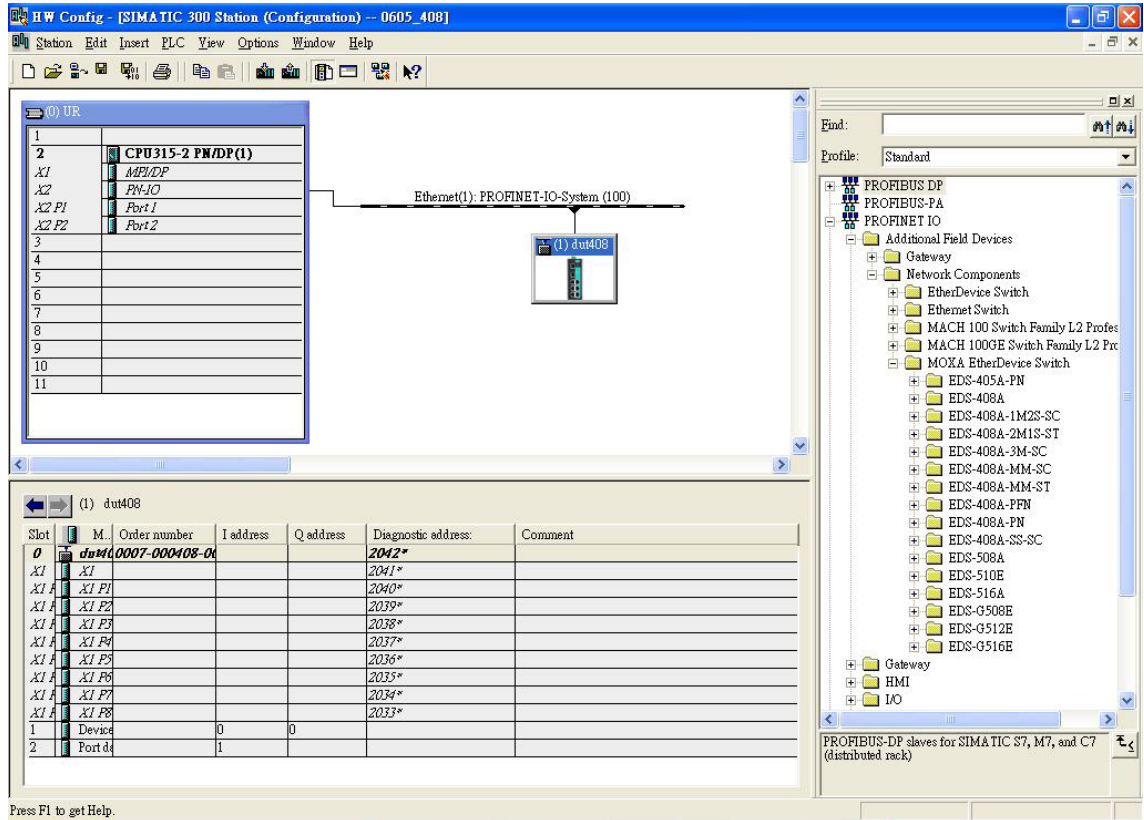 HW Config - [SIMATIC 300 Station (Configuration) -- 0605_408]
Station Edit Insert PLC View Options Window Help
(0) UR
1
2 CPU315-2 PN/DP(1)
X1 MPI/DP
X2 PN-IO
X2 P1 Port 1
X2 P2 Port 2
3
4
5
6
7
8
9
10
11
Ethernet(1): PROFINET-IO-System (100)
(1) dut408
(1) dut408
Slot M.. Order number I address Q address Diagnostic address: Comment
0 0007-000408-0 2042*
X1 X1 2041*
X1 X1 P1 2040*
X1 X1 P2 2039*
X1 X1 P3 2038*
X1 X1 P4 2037*
X1 X1 P5 2036*
X1 X1 P6 2035*
X1 X1 P7 2034*
X1 X1 P8 2033*
1 Device 0 0
2 Port da 1
Find:
Profile: Standard
PROFIBUS DP
PROFIBUS-PA
PROFINET IO
Additional Field Devices
Gateway
Network Components
EtherDevice Switch
Ethernet Switch
MACH 100 Switch Family L2 Profes
MACH 100GE Switch Family L2 Pro
MOXA EtherDevice Switch
EDS-405A-PN
EDS-408A
EDS-408A-1M2S-SC
EDS-408A-2M1S-ST
EDS-408A-3M-SC
EDS-408A-MM-SC
EDS-408A-MM-ST
EDS-408A-PFN
EDS-408A-PN
EDS-408A-SS-SC
EDS-508A
EDS-510E
EDS-516A
EDS-G508E
EDS-G512E
EDS-G516E
Gateway
HMI
I/O
PROFIBUS-DP slaves for SIMATIC S7, M7, and C7
(distributed rack)
Press F1 to get Help.